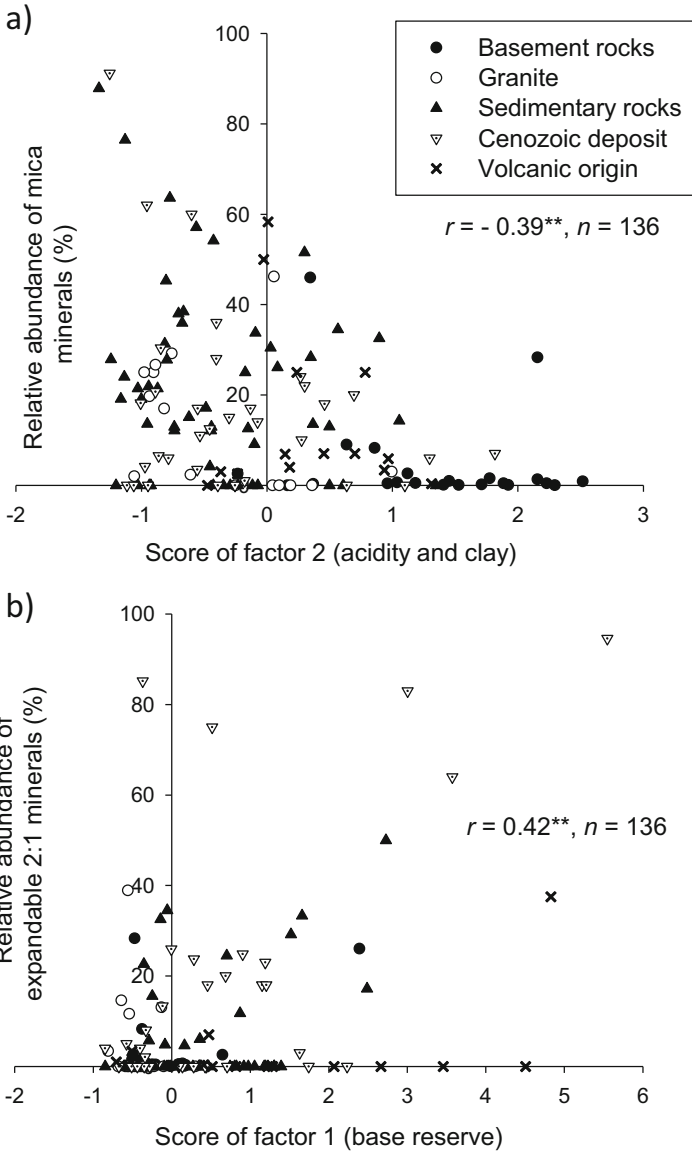 a)
100
80
60
40
20
0
-2
-1
0
1
2
3
Relative abundance of mica
minerals (%)
Basement rocks
Granite
Sedimentary rocks
Cenozoic deposit
Volcanic origin
r = - 0.39**, n = 136
Score of factor 2 (acidity and clay)
b)
100
80
60
40
20
0
-2
-1
0
1
2
3
4
5
6
Relative abundance of
expandable 2:1 minerals (%)
r = 0.42**, n = 136
Score of factor 1 (base reserve)